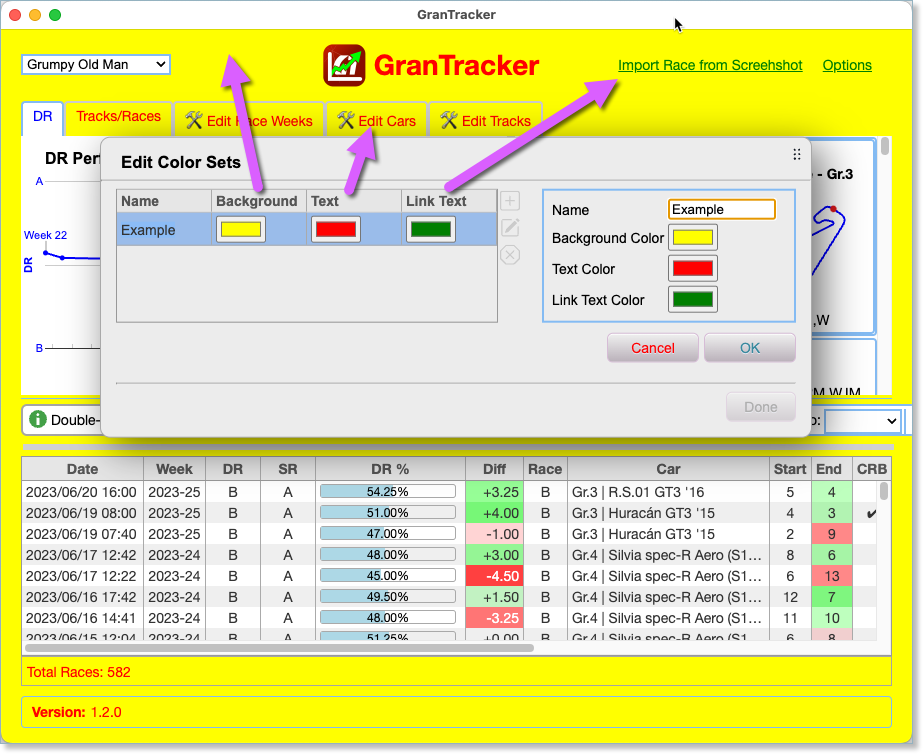 GranTracker
Grumpy Old Man
GranTracker
Import Race from Screehshot
Options
DR
Tracks/Races
Edit Race Weeks
Edit Cars
Edit Tracks
DR Per
A
Week 22
DR
B
- Gr.3
,W
Edit Color Sets
Name Background Text Link Text
Example
Name Example
Background Color
Text Color
Link Text Color
Cancel OK
Done
Double-
Date Week DR SR DR % Diff Race Car Start End CRB
2023/06/20 16:00 2023-25 B A 54.25% +3.25 B Gr.3 | R.S.01 GT3 '16 5 4
2023/06/19 08:00 2023-25 B A 51.00% +4.00 B Gr.3 | Huracán GT3 '15 4 3 ✔
2023/06/19 07:40 2023-25 B A 47.00% -1.00 B Gr.3 | Huracán GT3 '15 2 9
2023/06/17 12:42 2023-24 B A 48.00% +3.00 B Gr.4 | Silvia spec-R Aero (S1... 8 6
2023/06/17 12:22 2023-24 B A 45.00% -4.50 B Gr.4 | Silvia spec-R Aero (S1... 6 13
2023/06/16 17:42 2023-24 B A 49.50% +1.50 B Gr.4 | Silvia spec-R Aero (S1... 12 7
2023/06/16 14:41 2023-24 B A 48.00% -3.25 B Gr.4 | Silvia spec-R Aero (S1... 11 10
2023/06/15 12:04 2023-24 B A 51.25% +0.00 B Gr.4 | Silvia spec-R Aero (S1... 6 8
Total Races: 582
Version: 1.2.0